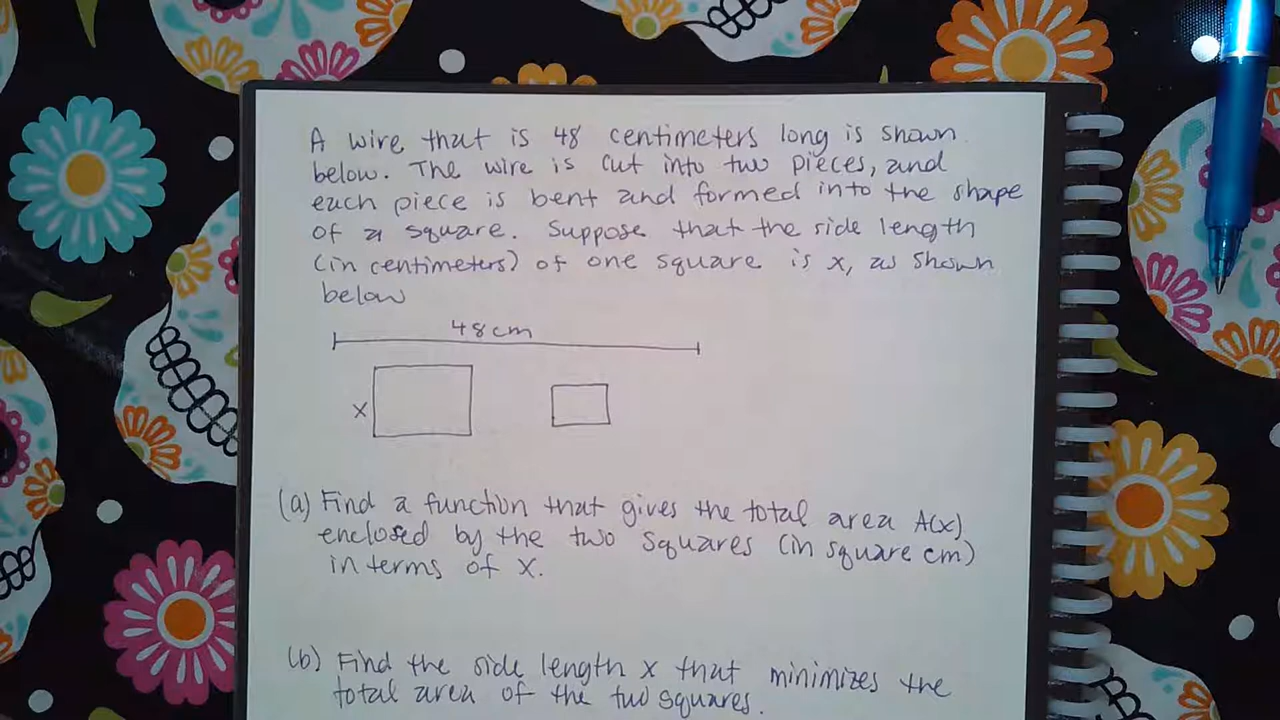 A wire that is 48 centimeters long is shown
below. The wire is cut into two pieces, and
each piece is bent and formed into the shape
of a square. Suppose that the side length
(in centimeters) of one square is x, as shown
below
48cm
x
(a) Find a function that gives the total area A(x)
enclosed by the two squares (in square cm)
in terms of x.
(b) Find the side length x that minimizes the
total area of the two squares.